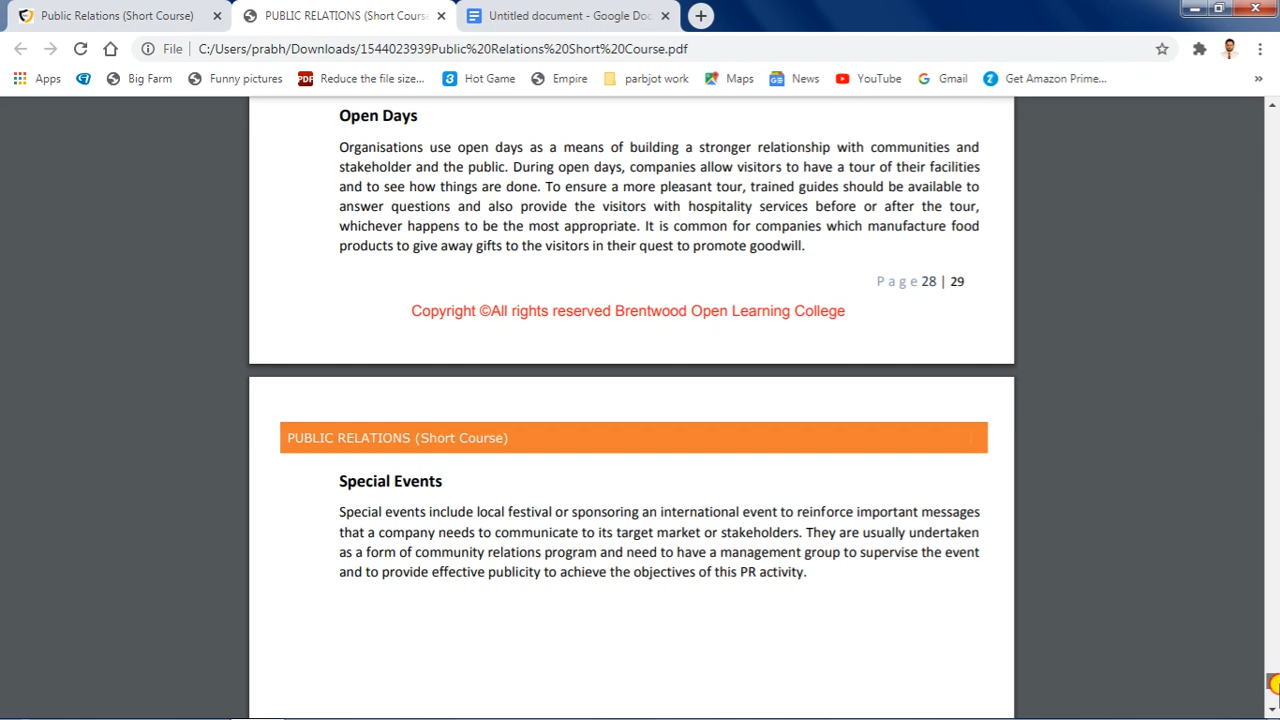 Public Relations (Short Course)
PUBLIC RELATIONS (Short Course
Untitled document - Google Doc
File
C:/Users/prabh/Downloads/1544023939Public%20Relations%20Short%20Course.pdf
Apps
Big Farm
Funny pictures
Reduce the file size...
Hot Game
Empire
parbjot work
Maps
News
YouTube
Gmail
Get Amazon Prime...
»
Open Days
Organisations use open days as a means of building a stronger relationship with communities and
stakeholder and the public. During open days, companies allow visitors to have a tour of their facilities
and to see how things are done. To ensure a more pleasant tour, trained guides should be available to
answer questions and also provide the visitors with hospitality services before or after the tour,
whichever happens to be the most appropriate. It is common for companies which manufacture food
products to give away gifts to the visitors in their quest to promote goodwill.
P a g e 28 | 29
Copyright ©All rights reserved Brentwood Open Learning College
PUBLIC RELATIONS (Short Course)
Special Events
Special events include local festival or sponsoring an international event to reinforce important messages
that a company needs to communicate to its target market or stakeholders. They are usually undertaken
as a form of community relations program and need to have a management group to supervise the event
and to provide effective publicity to achieve the objectives of this PR activity.